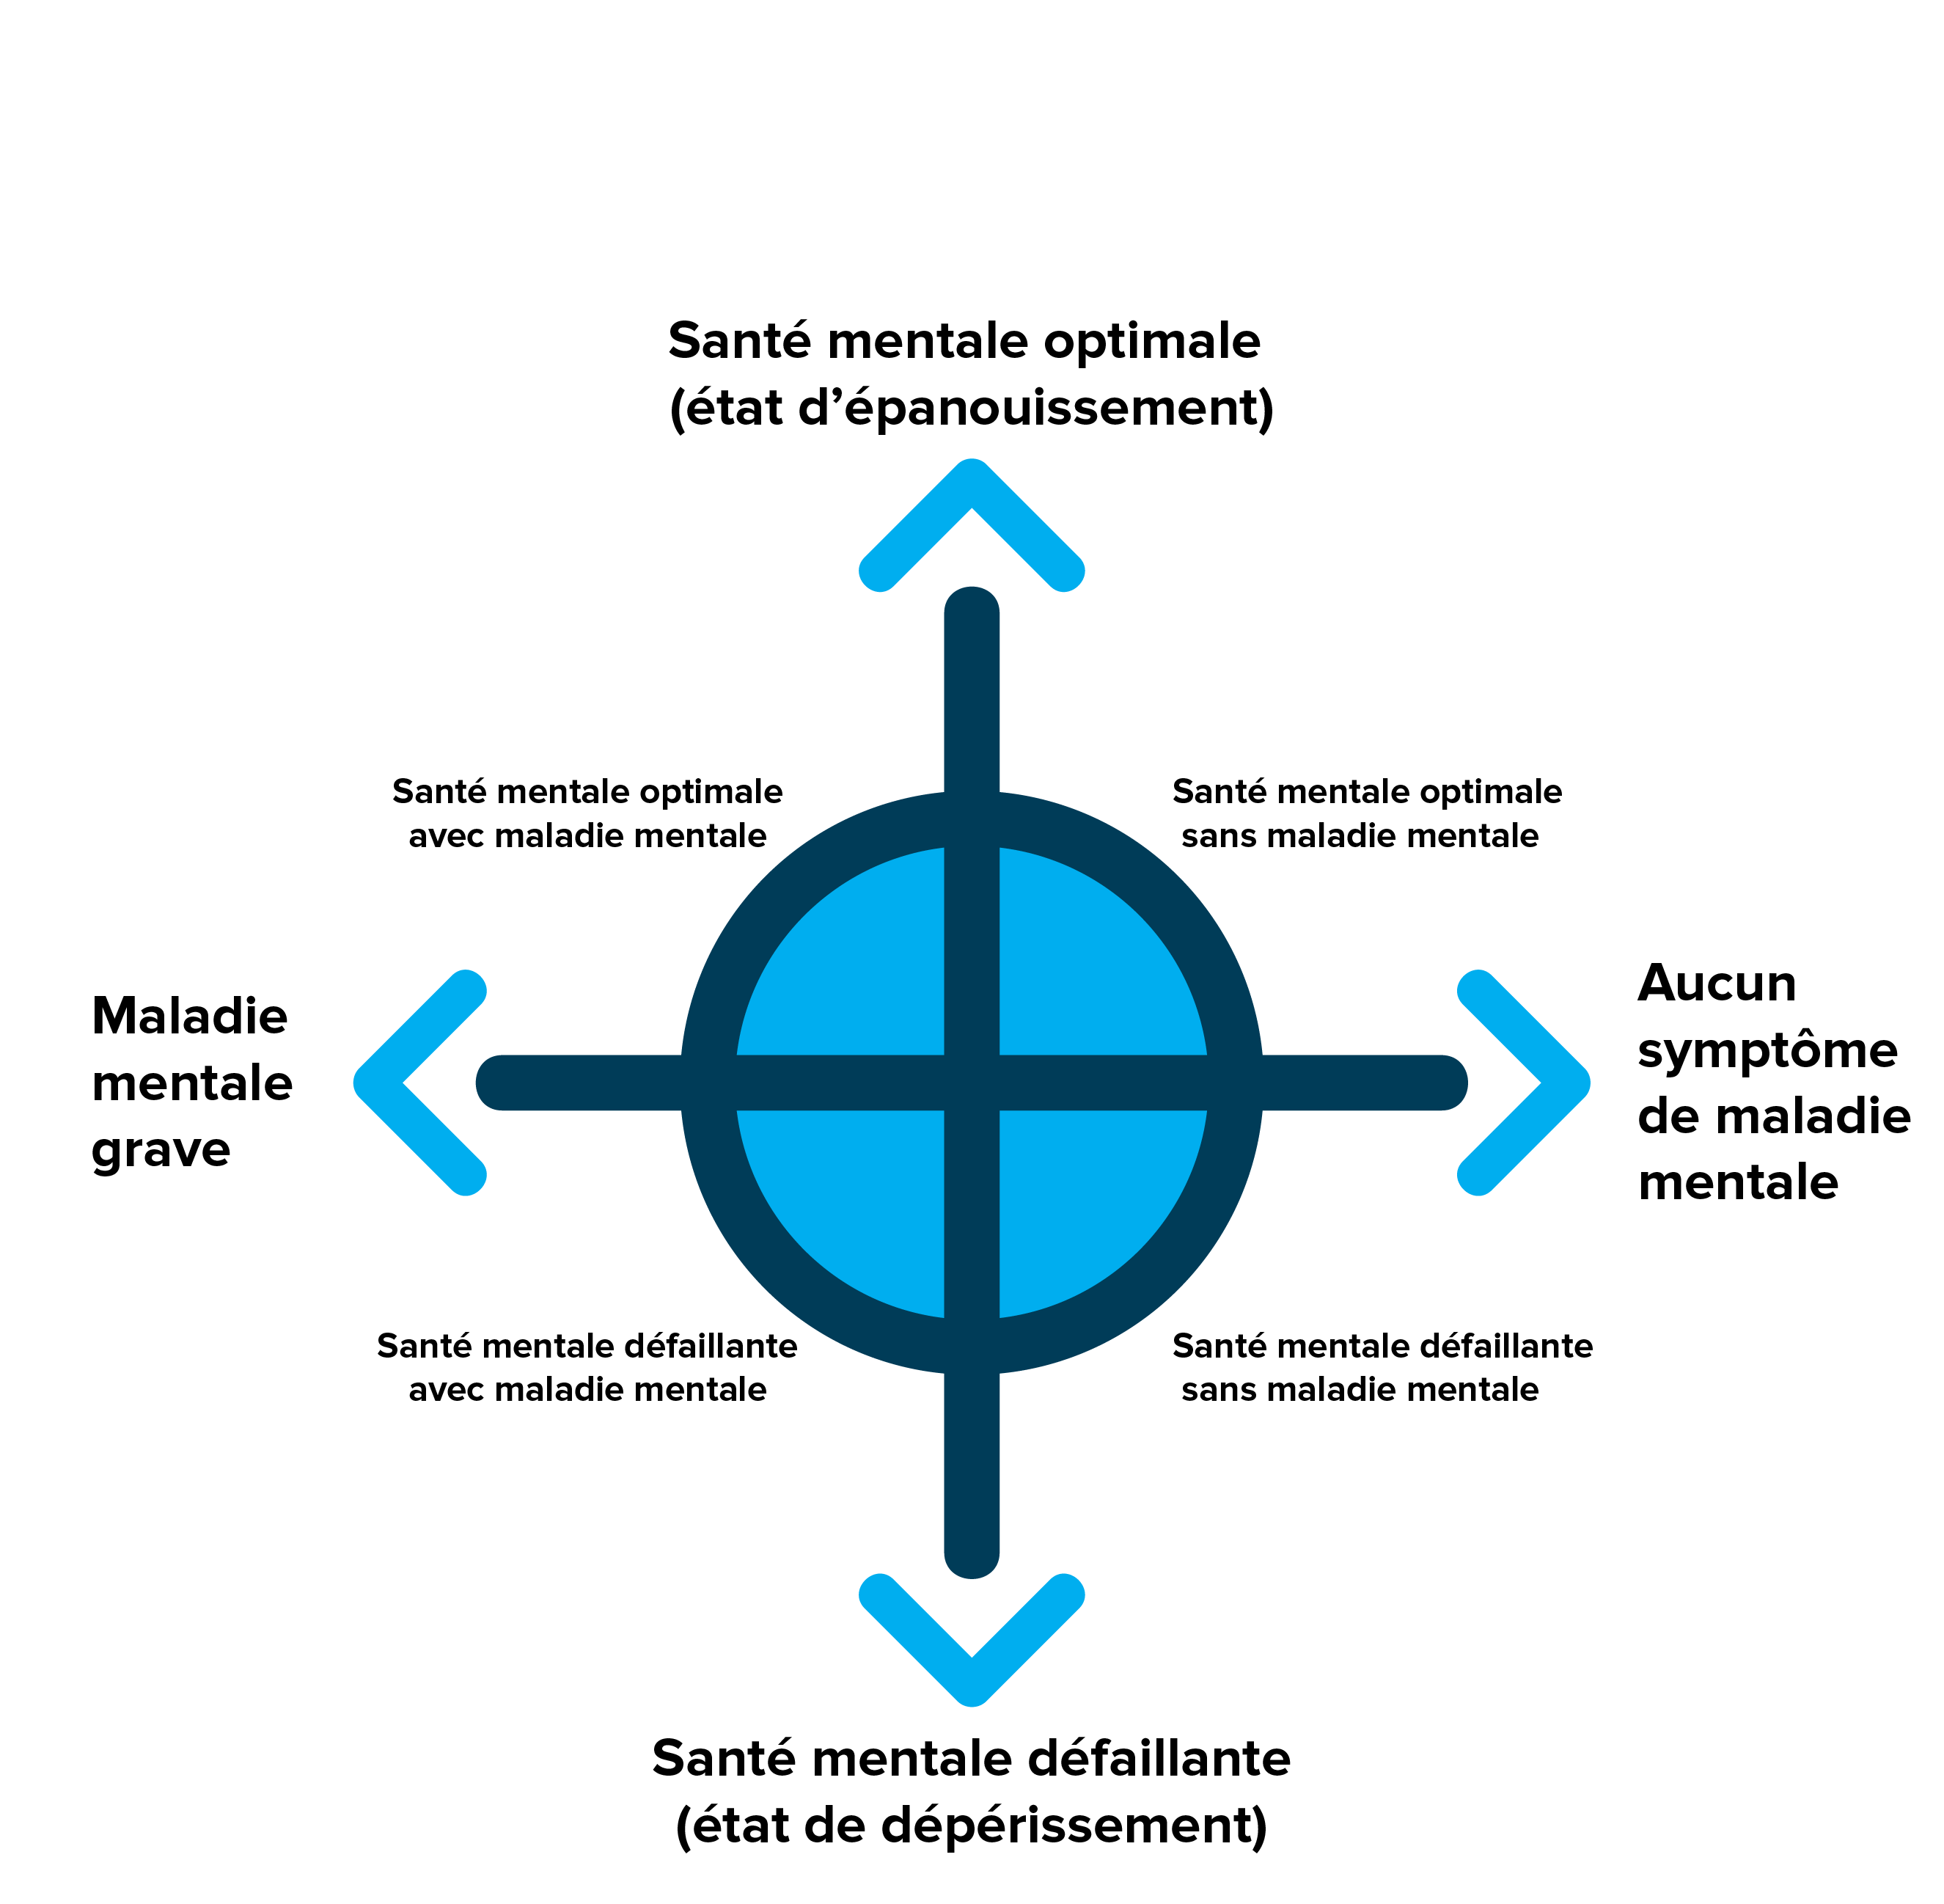 Santé mentale optimale
(état d’épanouissement)
Santé mentale optimale
avec maladie mentale
Santé mentale optimale
sans maladie mentale
Maladie
mentale
grave
Aucun
symptôme
de maladie
mentale
Santé mentale défaillante
avec maladie mentale
Santé mentale défaillante
sans maladie mentale
Santé mentale défaillante
(état de dépérissement)